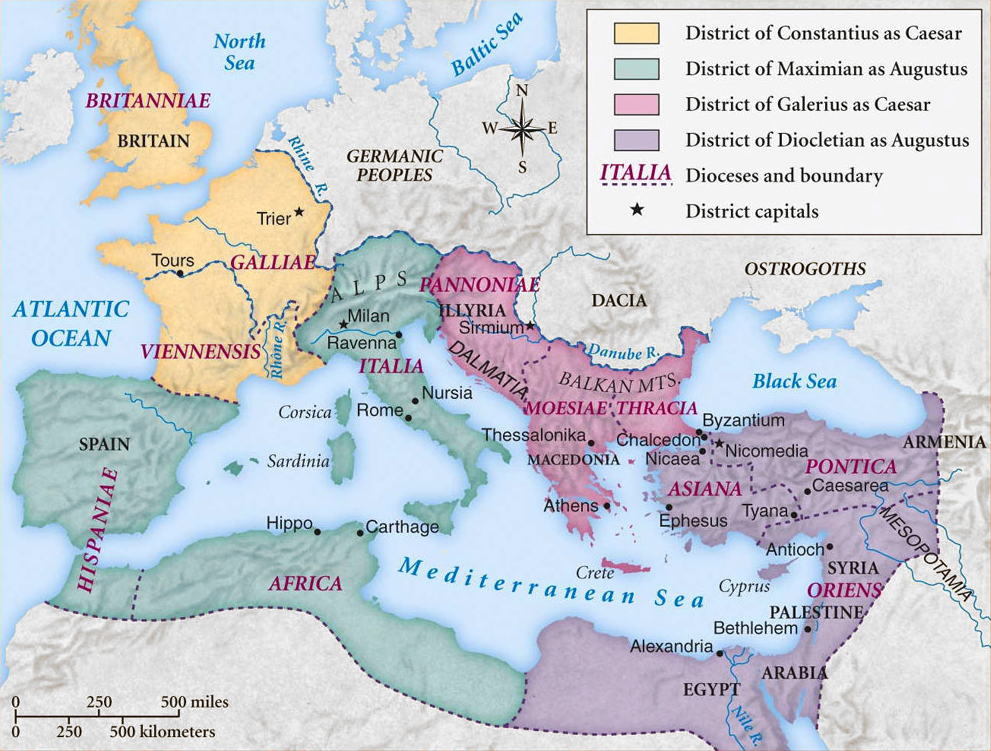 North
Sea
Baltic Sea
District of Constantius as Caesar
District of Maximian as Augustus
District of Galerius as Caesar
District of Diocletian as Augustus
ITALIA Dioceses and boundary
District capitals
N
W
E
S
BRITANNIAE
BRITAIN
Rhine R.
GERMANIC
PEOPLES
Trier
Tours
GALLIAE
ALPS
PANNONIAE
OSTROGOTHS
DACIA
ATLANTIC
OCEAN
ILLYRIA
Milan
Sirmium
Ravenna
VIENNENSIS
Rhône R.
Danube R.
ITALIA
DALMATIA
BALKAN MTS.
Black Sea
Nursia
Corsica
Rome
MOESIAE
THRACIA
Byzantium
SPAIN
Thessalonika
Chalcedon
Nicomedia
ARMENIA
Sardinia
MACEDONIA
Nicaea
PONTICA
HISPANIAE
ASIANA
Caesarea
Athens
Ephesus
Tyana
Hippo
Carthage
MESOPOTAMIA
Antioch
SYRIA
AFRICA
Mediterranean Sea
Crete
Cyprus
ORIENS
PALESTINE
Bethlehem
Alexandria
ARABIA
EGYPT
Nile R.
0 250 500 miles
0 250 500 kilometers